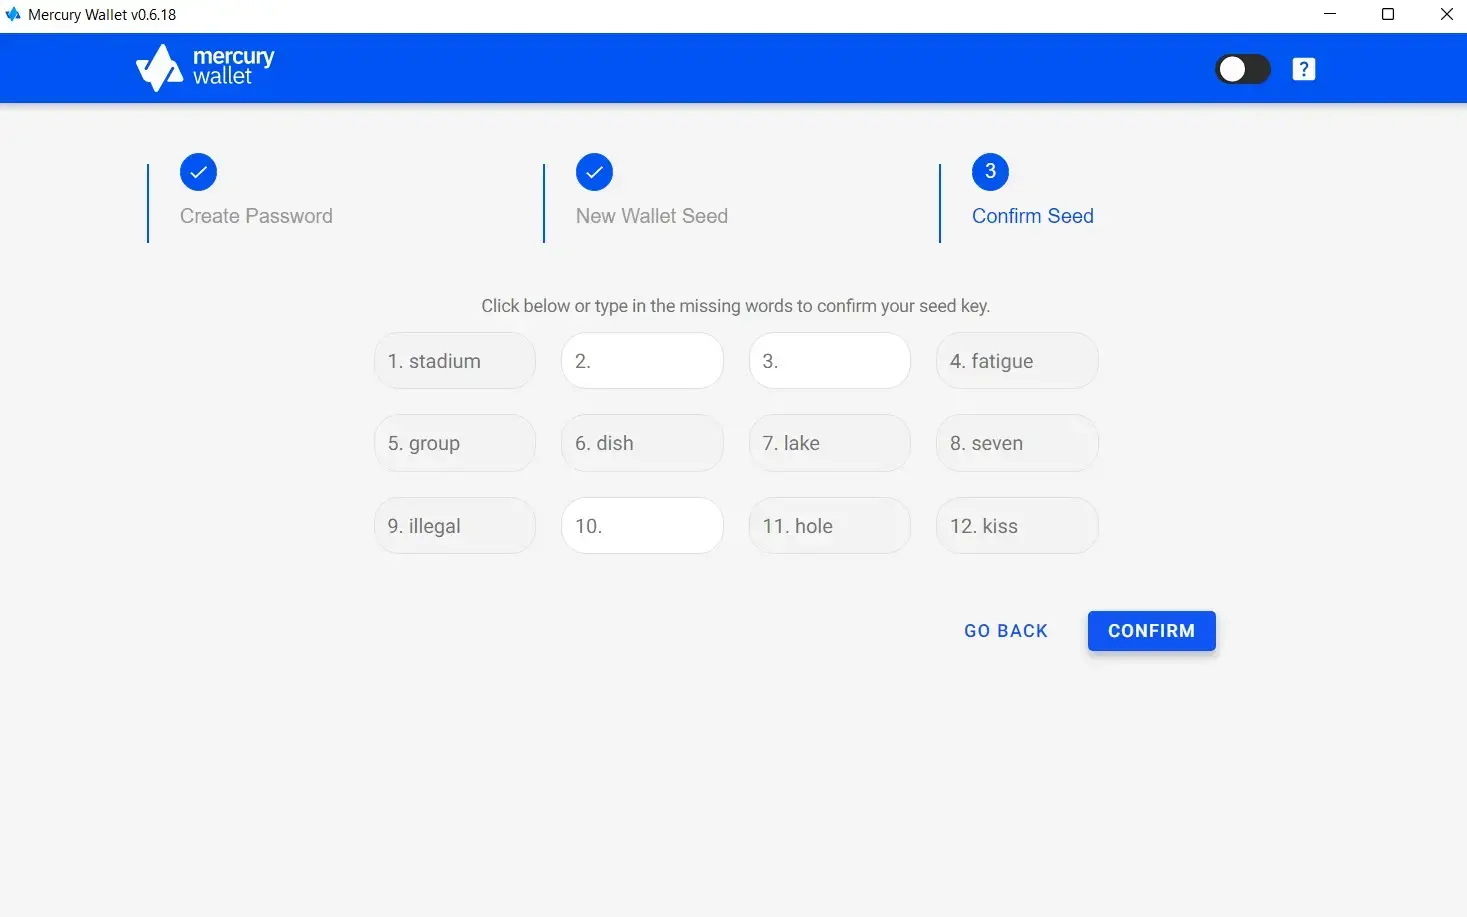 Mercury Wallet v0.6.18
mercury
wallet
?
3
Create Password
New Wallet Seed
Confirm Seed
Click below or type in the missing words to confirm your seed key.
1. stadium
2.
3.
4. fatigue
5. group
6. dish
7. lake
8. seven
9. illegal
10.
11. hole
12. kiss
GO BACK
CONFIRM